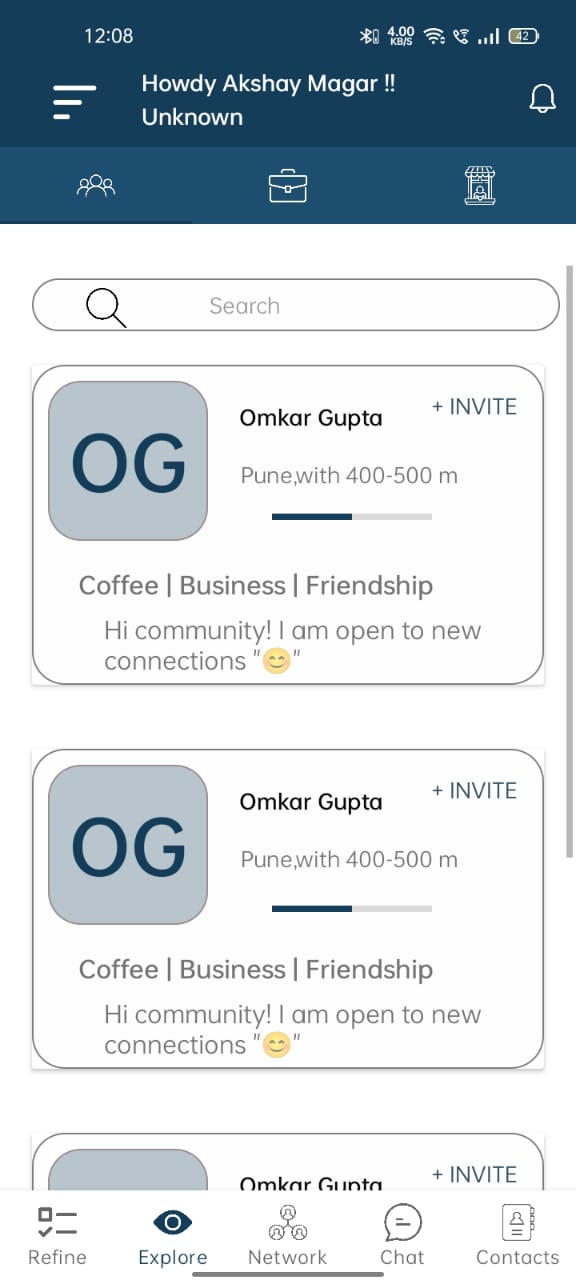 12:08
4.00
KB/S
42
Howdy Akshay Magar !!
Unknown
Search
OG
Omkar Gupta
+ INVITE
Pune,with 400-500 m
Coffee | Business | Friendship
Hi community! I am open to new
connections "😊"
OG
Omkar Gupta
+ INVITE
Pune,with 400-500 m
Coffee | Business | Friendship
Hi community! I am open to new
connections "😊"
Omkar Gupta
+ INVITE
Refine
Explore
Network
Chat
Contacts